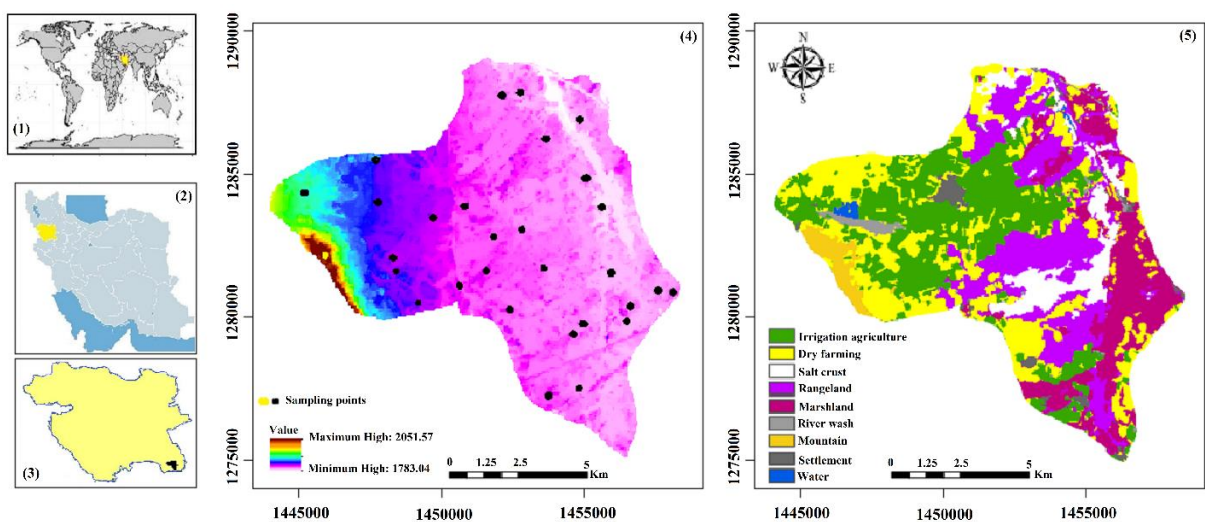 (1)
(2)
(3)
(4)
1290000
1285000
1280000
1275000
1445000
1450000
1455000
Sampling points
Value
Maximum High: 2051.57
Minimum High: 1783.04
0 1.25 2.5 5
Km
(5)
N
W E
S
1290000
1285000
1280000
1275000
1445000
1450000
1455000
Irrigation agriculture
Dry farming
Salt crust
Rangeland
Marshland
River wash
Mountain
Settlement
Water
0 1.25 2.5 5
Km